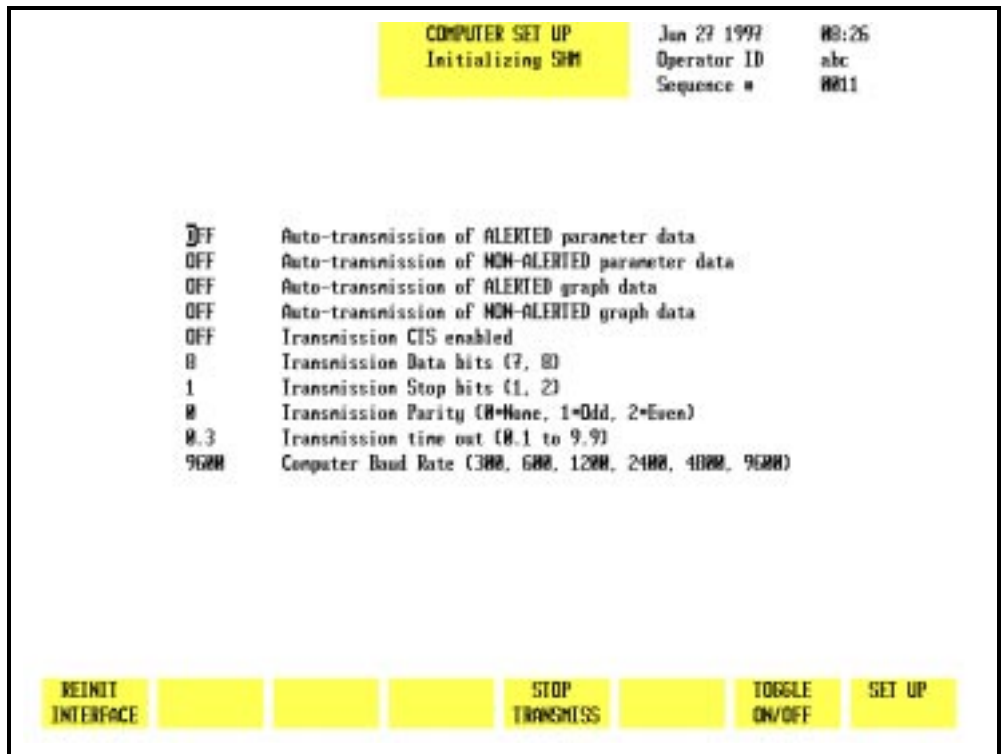 COMPUTER SET UP
Initializing SHM
Jun 27 1997 08:26
Operator ID abc
Sequence # 0011
OFF Auto-transmission of ALERTED parameter data
OFF Auto-transmission of NON-ALERTED parameter data
OFF Auto-transmission of ALERTED graph data
OFF Auto-transmission of NON-ALERTED graph data
OFF Transmission CTS enabled
8 Transmission Data bits (7, 8)
1 Transmission Stop bits (1, 2)
0 Transmission Parity (0=None, 1=Odd, 2=Even)
0.3 Transmission time out (0.1 to 9.9)
9600 Computer Baud Rate (300, 600, 1200, 2400, 4800, 9600)
REINIT INTERFACE
STOP TRANSMISS
TOGGLE ON/OFF
SET UP